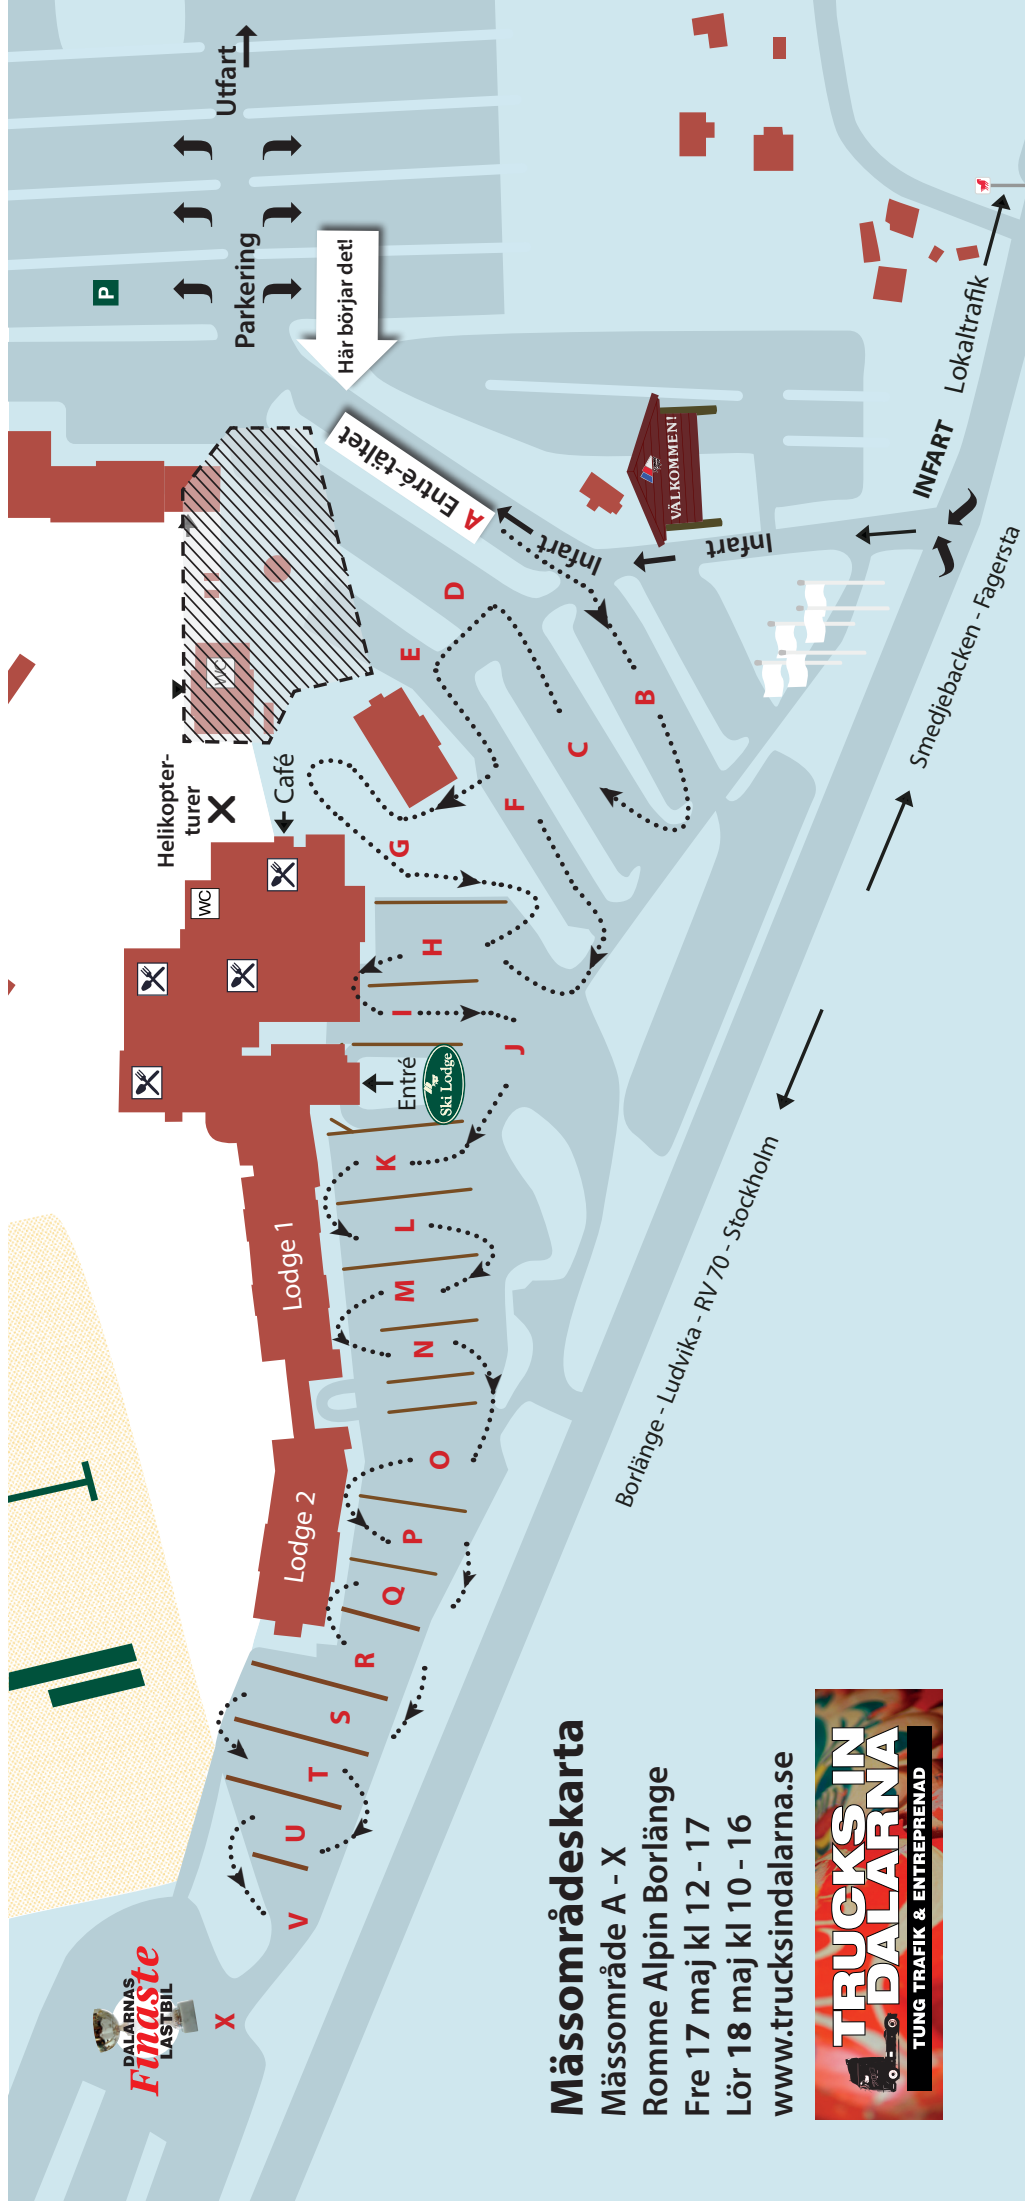 Mässområdeskarta
Mässområde A - X
Romme Alpin Borlänge
Fre 17 maj kl 12 - 17
Lör 18 maj kl 10 - 16
www.trucksindalarna.se
TRUCKS IN
DALARNA
TUNG TRAFIK & ENTREPRENAD
DALARNAS
Finaste
LASTBIL
X
V
U
T
S
R
Q
P
O
N
M
L
K
J
I
H
G
F
E
D
C
B
A Entré-tältet
Här börjar det!
Lodge 2
Lodge 1
Entré
Ski Lodge
WC
Café
Helikopter-
turer
WC
Parkering
P
Utfart
Infart
Infart
VÄLKOMMEN!
INFART
Lokaltrafik
Smedjebacken - Fagersta
Borlänge - Ludvika - RV 70 - Stockholm